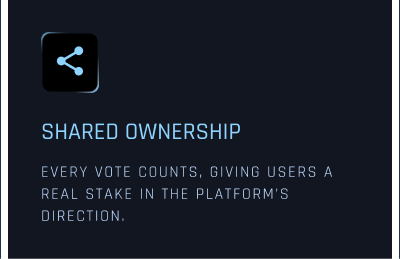 SHARED OWNERSHIP
EVERY VOTE COUNTS, GIVING USERS A
REAL STAKE IN THE PLATFORM'S
DIRECTION.